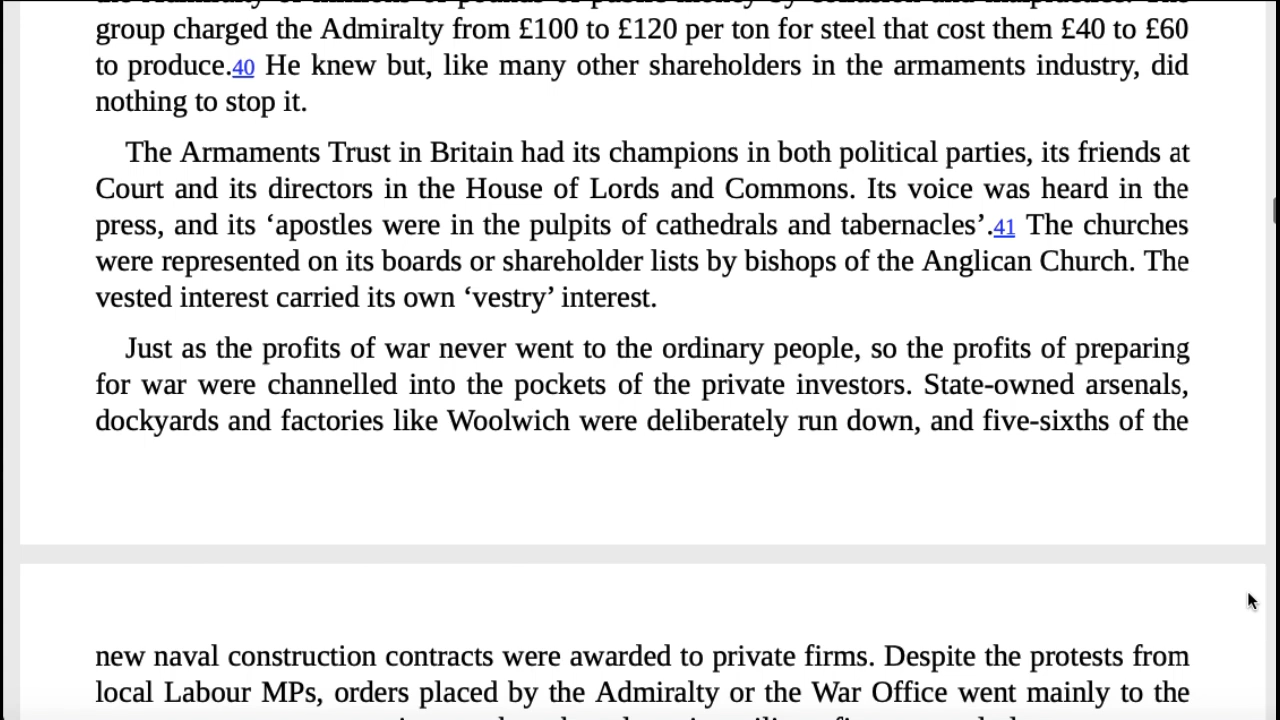 group charged the Admiralty from £100 to £120 per ton for steel that cost them £40 to £60
to produce.40 He knew but, like many other shareholders in the armaments industry, did
nothing to stop it.
The Armaments Trust in Britain had its champions in both political parties, its friends at
Court and its directors in the House of Lords and Commons. Its voice was heard in the
press, and its ‘apostles were in the pulpits of cathedrals and tabernacles’.41 The churches
were represented on its boards or shareholder lists by bishops of the Anglican Church. The
vested interest carried its own ‘vestry’ interest.
Just as the profits of war never went to the ordinary people, so the profits of preparing
for war were channelled into the pockets of the private investors. State-owned arsenals,
dockyards and factories like Woolwich were deliberately run down, and five-sixths of the
new naval construction contracts were awarded to private firms. Despite the protests from
local Labour MPs, orders placed by the Admiralty or the War Office went mainly to the